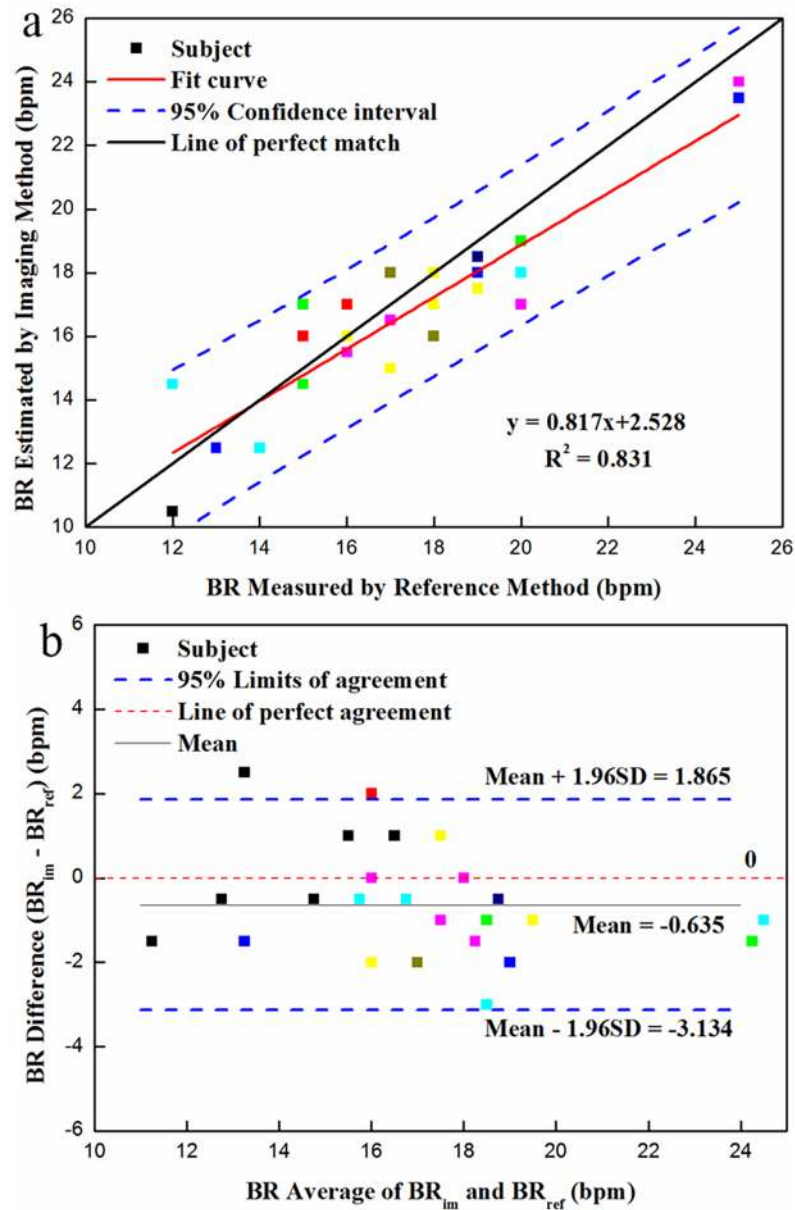 a
Subject
Fit curve
95% Confidence interval
Line of perfect match
y = 0.817x+2.528
R² = 0.831
BR Estimated by Imaging Method (bpm)
26
24
22
20
18
16
14
12
10
10 12 14 16 18 20 22 24 26
BR Measured by Reference Method (bpm)
b
Subject
95% Limits of agreement
Line of perfect agreement
Mean
Mean + 1.96SD = 1.865
0
Mean = -0.635
Mean - 1.96SD = -3.134
BR Difference (BRim - BRref) (bpm)
6
4
2
0
-2
-4
-6
10 12 14 16 18 20 22 24
BR Average of BRim and BRref (bpm)